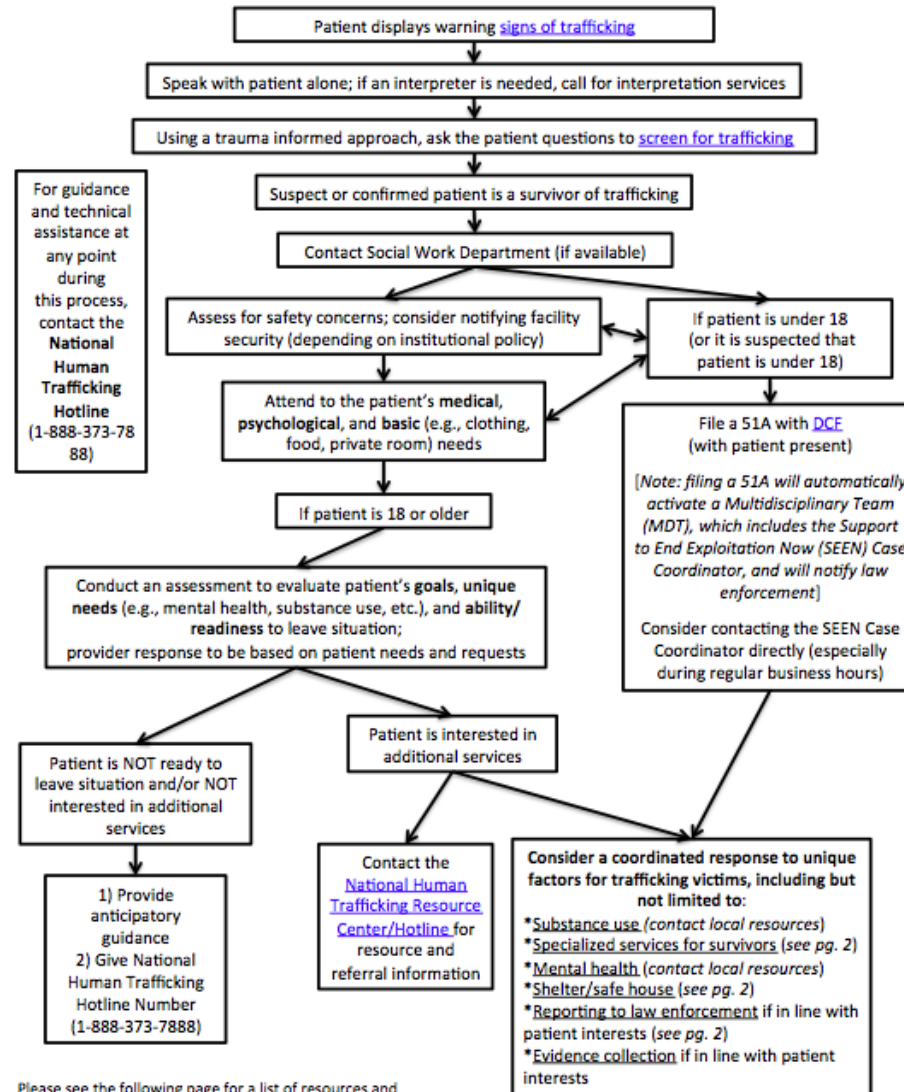 Patient displays warning signs of trafficking
Speak with patient alone; if an interpreter is needed, call for interpretation services
Using a trauma informed approach, ask the patient questions to screen for trafficking
Suspect or confirmed patient is a survivor of trafficking
Contact Social Work Department (if available)
For guidance
and technical
assistance at
any point
during
this process,
contact the
National
Human
Trafficking
Hotline
(1-888-373-78
88)
Assess for safety concerns; consider notifying facility
security (depending on institutional policy)
If patient is under 18
(or it is suspected that
patient is under 18)
Attend to the patient's medical,
psychological, and basic (e.g., clothing,
food, private room) needs
File a 51A with DCF
(with patient present)
[Note: filing a 51A will automatically
activate a Multidisciplinary Team
(MDT), which includes the Support
to End Exploitation Now (SEEN) Case
Coordinator, and will notify law
enforcement]
Consider contacting the SEEN Case
Coordinator directly (especially
during regular business hours)
If patient is 18 or older
Conduct an assessment to evaluate patient's goals, unique
needs (e.g., mental health, substance use, etc.), and ability/
readiness to leave situation;
provider response to be based on patient needs and requests
Patient is NOT ready to
leave situation and/or NOT
interested in additional
services
Patient is interested in
additional services
1) Provide
anticipatory
guidance
2) Give National
Human Trafficking
Hotline Number
(1-888-373-7888)
Contact the
National Human
Trafficking Resource
Center/Hotline for
resource and
referral information
Consider a coordinated response to unique
factors for trafficking victims, including but
not limited to:
*Substance use (contact local resources)
*Specialized services for survivors (see pg. 2)
*Mental health (contact local resources)
*Shelter/safe house (see pg. 2)
*Reporting to law enforcement if in line with
patient interests (see pg. 2)
*Evidence collection if in line with patient
interests
Please see the following page for a list of resources and